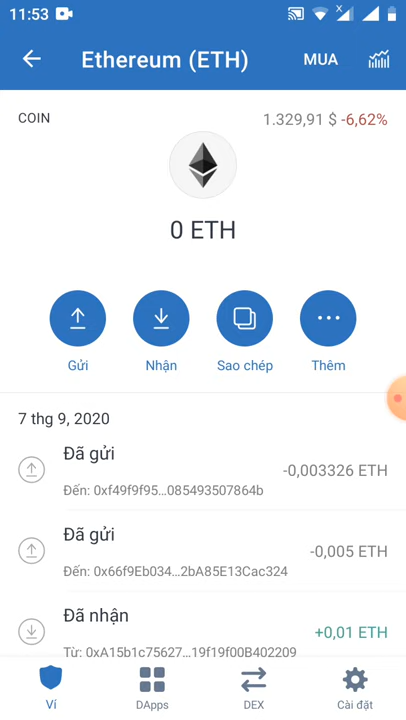 11:53
Ethereum (ETH)
MUA
COIN
1.329,91 $ -6,62%
0 ETH
Gửi
Nhận
Sao chép
Thêm
7 thg 9, 2020
Đã gửi
-0,003326 ETH
Đến: 0xf49f9f95...085493507864b
Đã gửi
-0,005 ETH
Đến: 0x66f9Eb034...2bA85E13Cac324
Đã nhận
+0,01 ETH
Từ: 0xA15b1c75627...19f19f00B402209
Ví
DApps
DEX
Cài đặt